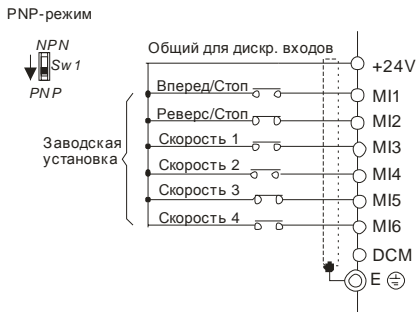 PNP-режим
NPN
Sw1
PNP
Общий для дискр. входов
+24V
Вперед/Стоп
MI1
Реверс/Стоп
MI2
Заводская
установка
Скорость 1
MI3
Скорость 2
MI4
Скорость 3
MI5
Скорость 4
MI6
DCM
E